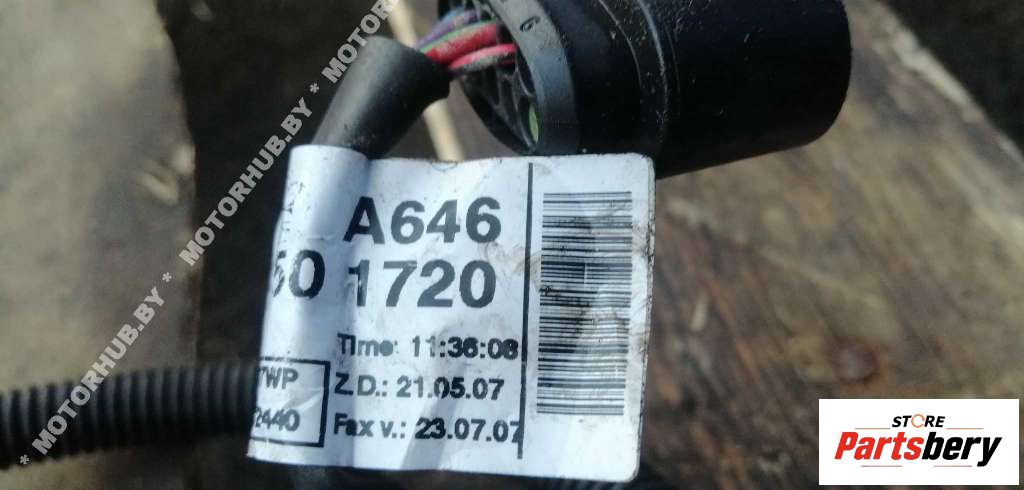 6
* MOTORHUB.BY * MOTORHUB.BY * MOTOR
A646
1720
Time: 11:36:08
TWP
Z.D.: 21.05.07
2440
Fax v.: 23.07.07
STORE
Partsbery